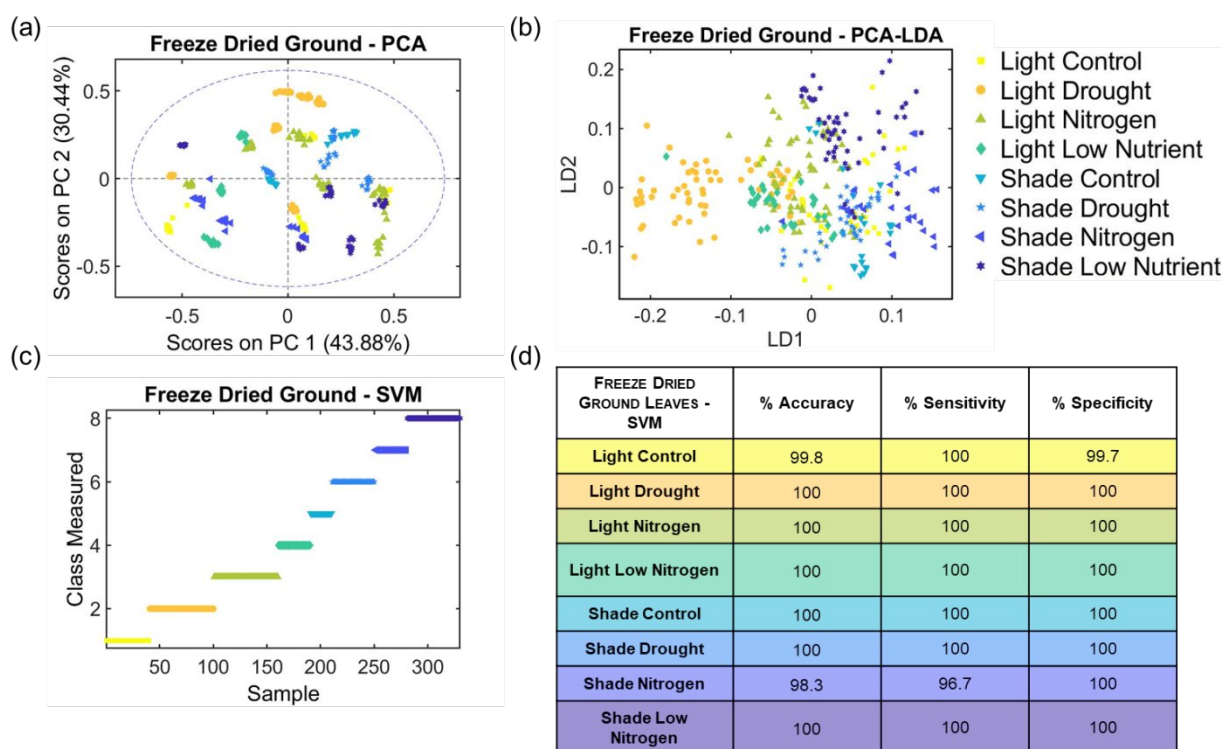 (a)
Freeze Dried Ground - PCA
Scores on PC 2 (30.44%)
0.5
0
-0.5
-0.5
0
0.5
Scores on PC 1 (43.88%)
(b)
Freeze Dried Ground - PCA-LDA
LD2
0.2
0.1
0
-0.1
-0.2
-0.1
0
0.1
LD1
Light Control
Light Drought
Light Nitrogen
Light Low Nutrient
Shade Control
Shade Drought
Shade Nitrogen
Shade Low Nutrient
(c)
Freeze Dried Ground - SVM
Class Measured
8
6
4
2
50 100 150 200 250 300
Sample
(d)
FREEZE DRIED
GROUND LEAVES -
SVM
% Accuracy
% Sensitivity
% Specificity
Light Control 99.8 100 99.7
Light Drought 100 100 100
Light Nitrogen 100 100 100
Light Low Nitrogen 100 100 100
Shade Control 100 100 100
Shade Drought 100 100 100
Shade Nitrogen 98.3 96.7 100
Shade Low
Nitrogen
100 100 100